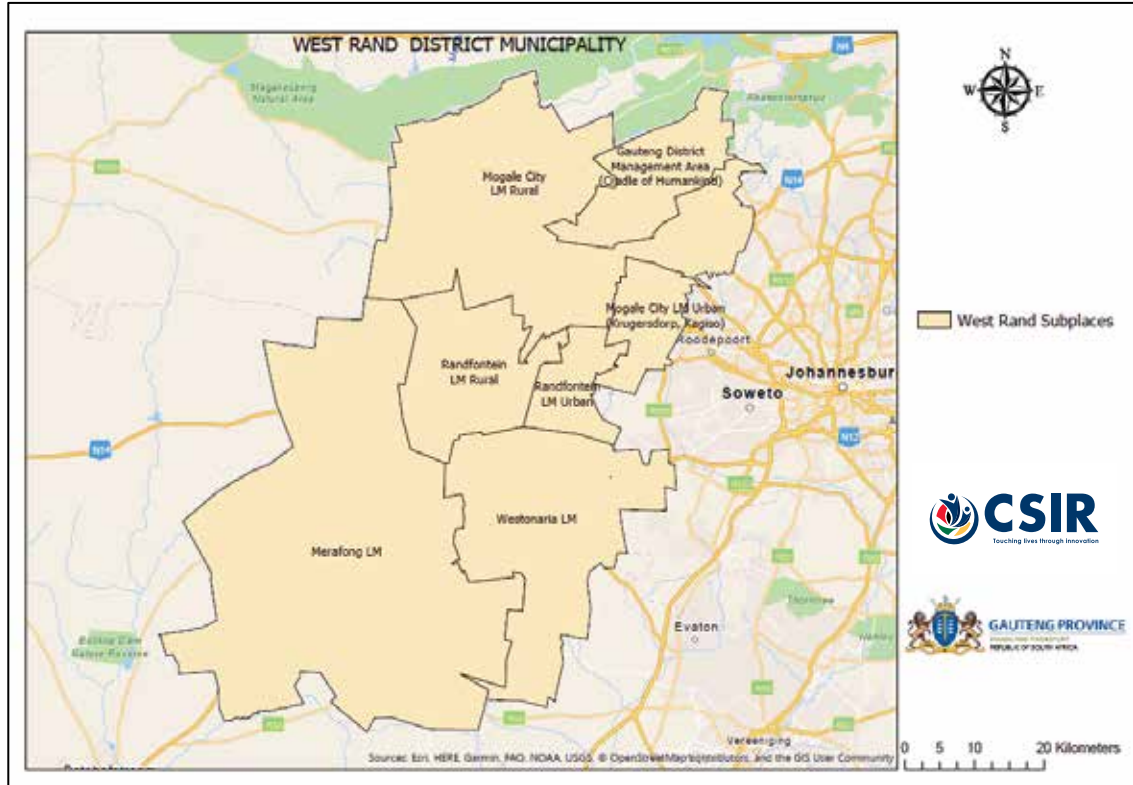 WEST RAND DISTRICT MUNICIPALITY
N
W E
S
Natural Area
Mogale City
LM Rural
Gauteng District
Management Area
(Cradle of Humankind)
N14
Mogale City LM Urban
(Krugersdorp, Kagiso)
Roodepoort
West Rand Subplaces
Randfontein
LM Rural
Randfontein
LM Urban
Johannesbur
Soweto
N14
N12
Westonaria LM
Merafong LM
CSIR
Touching lives through innovation
Evaton
GAUTENG PROVINCE
REPUBLIC OF SOUTH AFRICA
Vereeniging
Sources: Esri, HERE, Garmin, FAO, NOAA, USGS, © OpenStreetMap contributors, and the GIS User Community
0 5 10 20 Kilometers